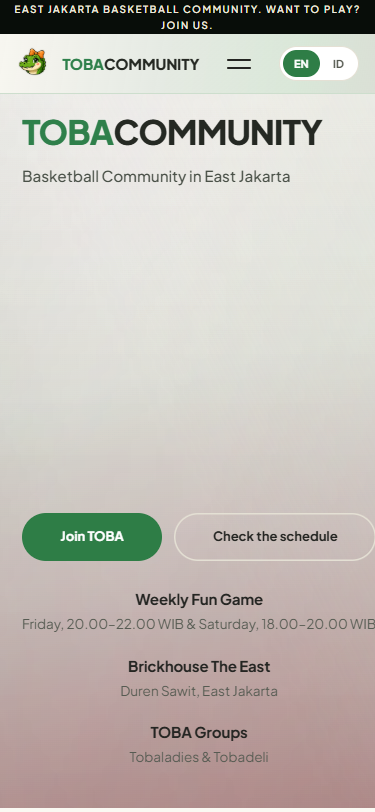 EAST JAKARTA BASKETBALL COMMUNITY. WANT TO PLAY?
JOIN US.
TOBACOMMUNITY
EN
ID
TOBACOMMUNITY
Basketball Community in East Jakarta
Join TOBA
Check the schedule
Weekly Fun Game
Friday, 20.00–22.00 WIB & Saturday, 18.00–20.00 WIB
Brickhouse The East
Duren Sawit, East Jakarta
TOBA Groups
Tobaladies & Tobadeli